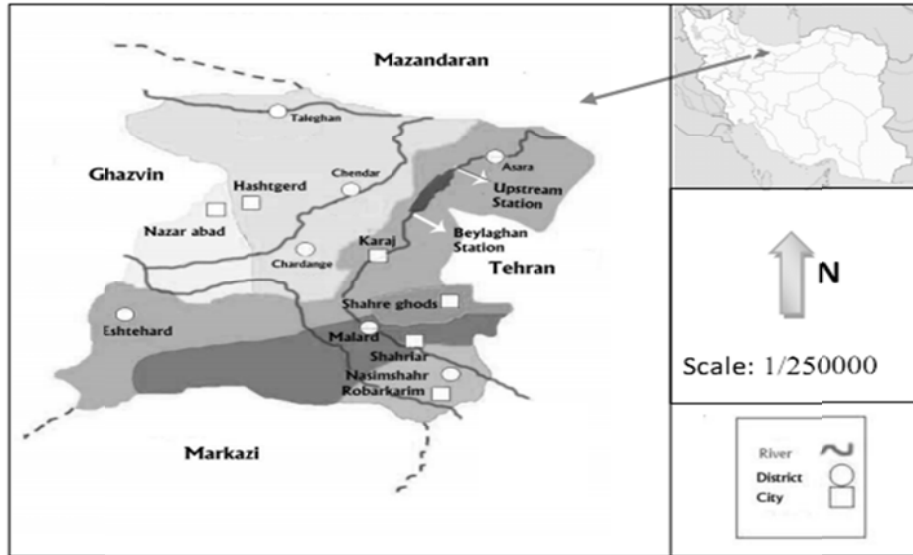 Mazandaran
Taleghan
Asara
Ghazvin
Chendar
Hashtgerd
Upstream
Station
Nazar abad
Karaj
Beylaghan
Station
Chardange
Tehran
Shahre ghods
Eshtehard
Malard
Shahriar
Nasimshahr
Robarkarim
Markazi
N
Scale: 1/250000
River
District
City